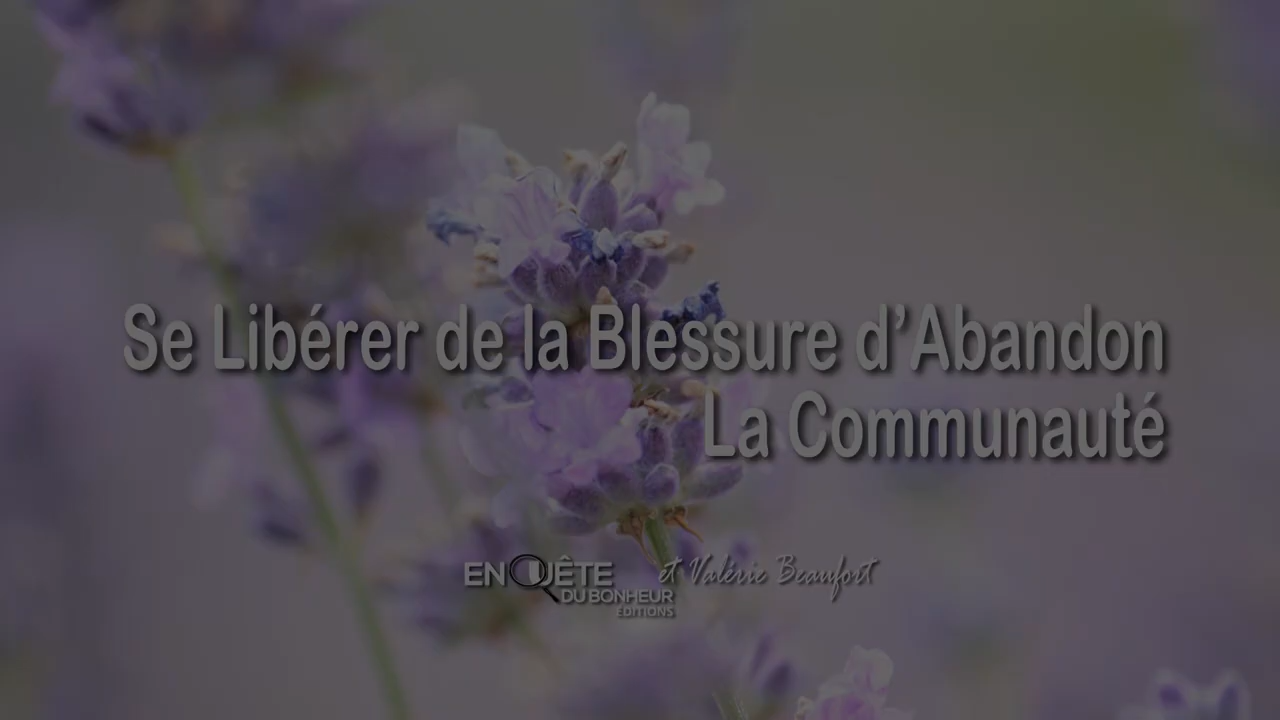 Se Libérer de la Blessure d’Abandon
La Communauté
ENQUÊTE et Valérie Beaufort
DU BONHEUR
ÉDITIONS